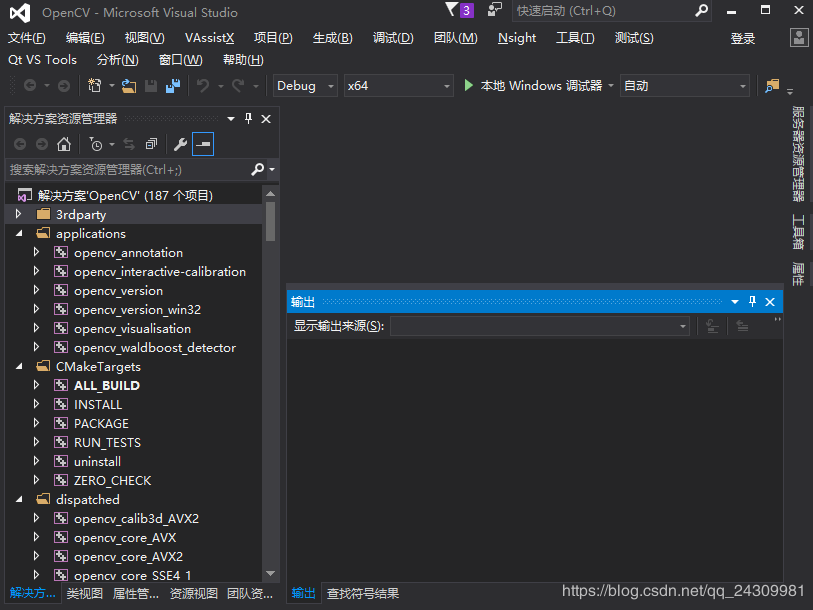 OpenCV - Microsoft Visual Studio
3
快速启动 (Ctrl+Q)
文件(F) 编辑(E) 视图(V) VAssistX 项目(P) 生成(B) 调试(D) 团队(M) Nsight 工具(T) 测试(S) 登录
Qt VS Tools 分析(N) 窗口(W) 帮助(H)
Debug x64 本地 Windows 调试器 自动
解决方案资源管理器
搜索解决方案资源管理器(Ctrl+;)
解决方案'OpenCV' (187 个项目)
3rdparty
applications
opencv_annotation
opencv_interactive-calibration
opencv_version
opencv_version_win32
opencv_visualisation
opencv_waldboost_detector
CMakeTargets
ALL_BUILD
INSTALL
PACKAGE
RUN_TESTS
uninstall
ZERO_CHECK
dispatched
opencv_calib3d_AVX2
opencv_core_AVX
opencv_core_AVX2
opencv_core_SSE4_1
解决方... 类视图 属性管... 资源视图 团队资...
输出
显示输出来源(S):
输出 查找符号结果
服务器资源管理器
工具箱
属性
https://blog.csdn.net/qq_24309981